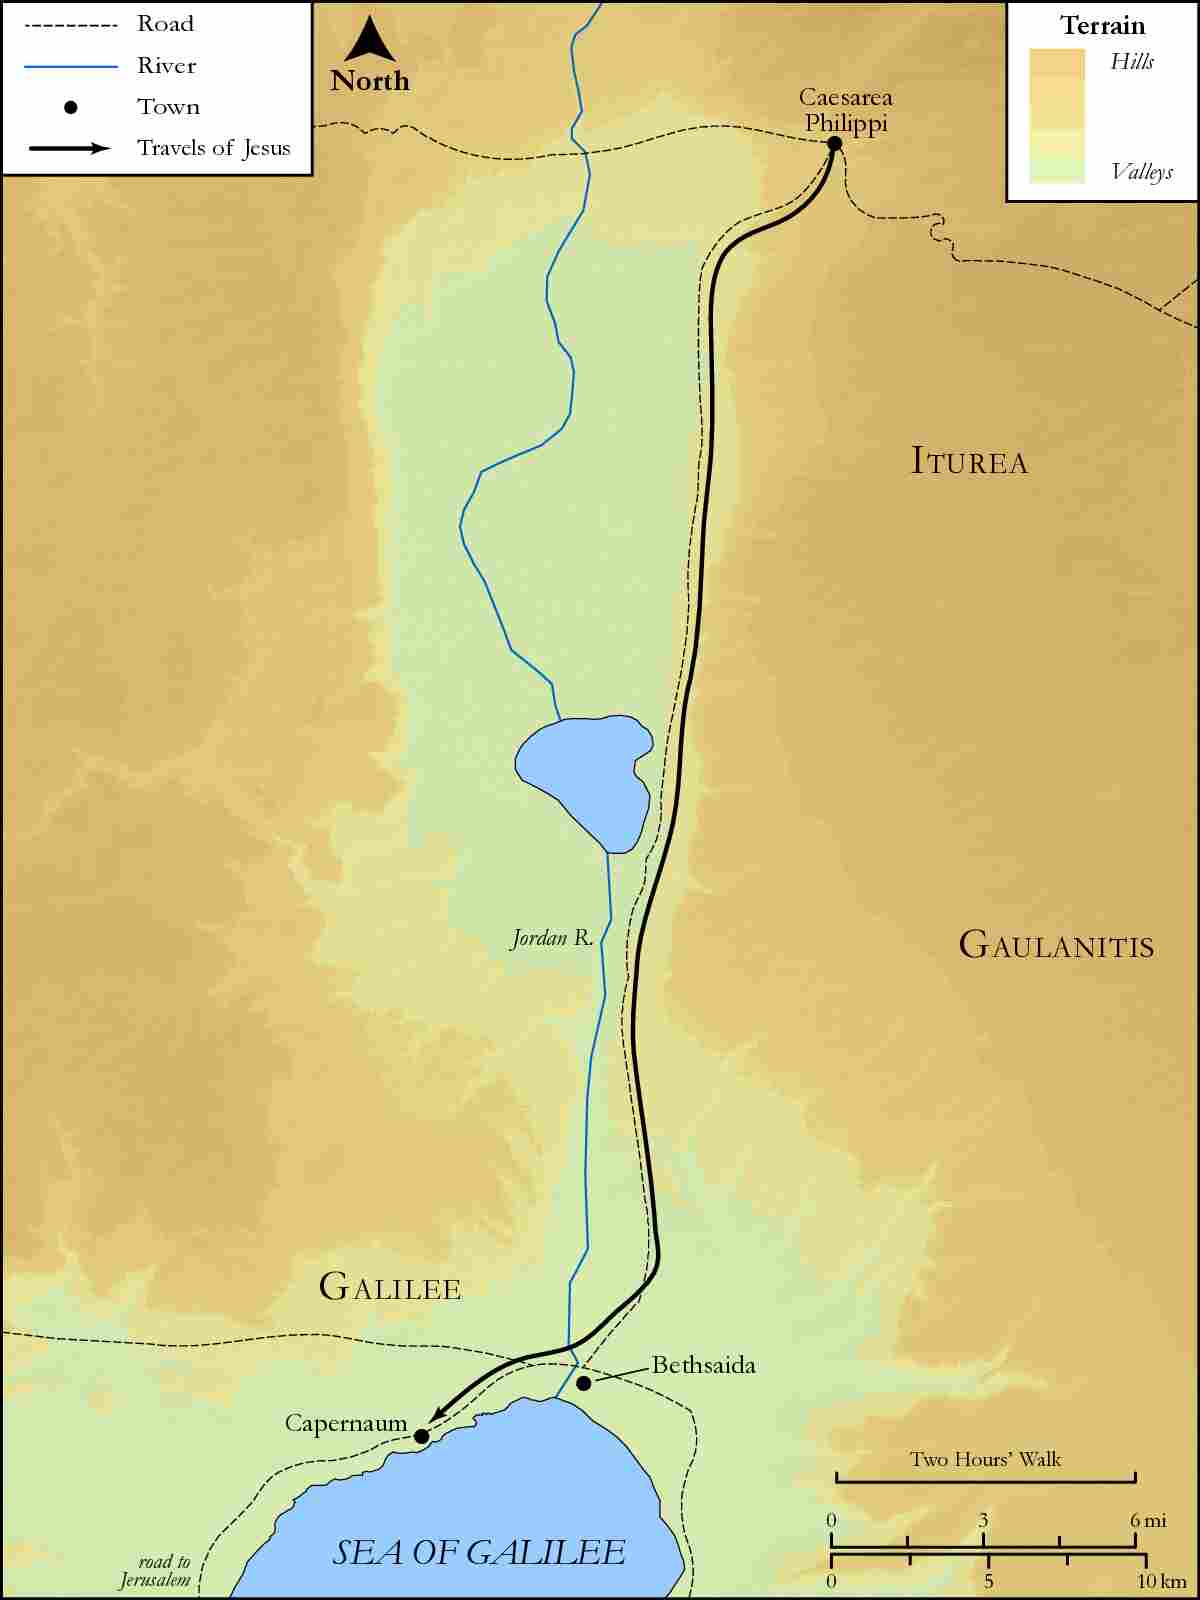 Road
River
Town
Travels of Jesus
North
Terrain
Hills
Valleys
Caesarea
Philippi
ITUREA
Jordan R.
GAULANITIS
GALILEE
Bethsaida
Capernaum
Two Hours' Walk
0 3 6 mi
0 5 10 km
SEA OF GALILEE
road to
Jerusalem